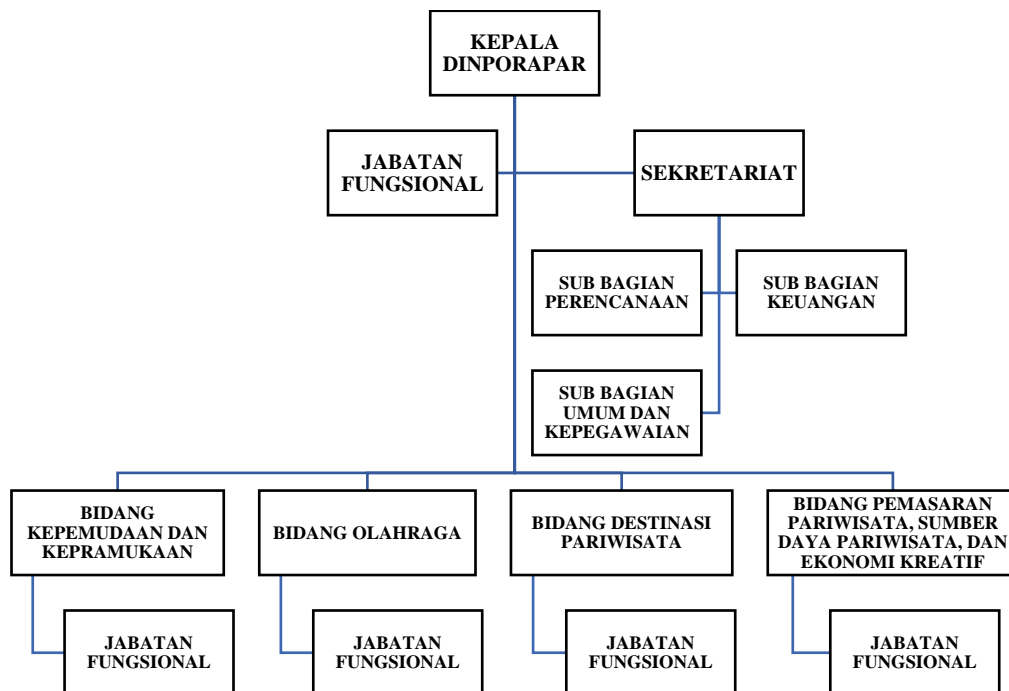 KEPALA
DINPORAPAR
JABATAN
FUNGSIONAL
SEKRETARIAT
SUB BAGIAN
PERENCANAAN
SUB BAGIAN
KEUANGAN
SUB BAGIAN
UMUM DAN
KEPEGAWAIAN
BIDANG
KEPEMUDAAN DAN
KEPRAMUKAAN
BIDANG OLAHRAGA
BIDANG DESTINASI
PARIWISATA
BIDANG PEMASARAN
PARIWISATA, SUMBER
DAYA PARIWISATA, DAN
EKONOMI KREATIF
JABATAN
FUNGSIONAL
JABATAN
FUNGSIONAL
JABATAN
FUNGSIONAL
JABATAN
FUNGSIONAL